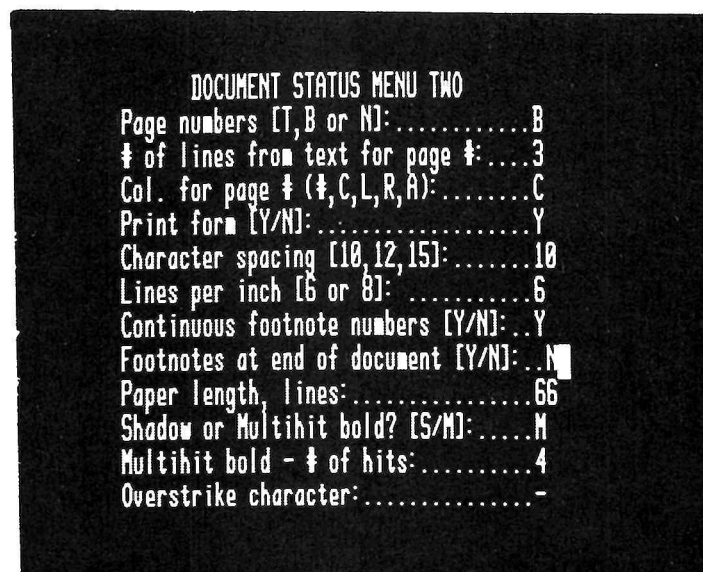 DOCUMENT STATUS MENU TWO
Page numbers [T,B or N]:............B
# of lines from text for page #:....3
Col. for page # (#,C,L,R,A):........C
Print form [Y/N]:...................Y
Character spacing [10,12,15]:.......10
Lines per inch [6 or 8]: ...........6
Continuous footnote numbers [Y/N]:..Y
Footnotes at end of document [Y/N]:..N
Paper length, lines:................66
Shadow or Multihit bold? [S/M]:.....M
Multihit bold - # of hits:..........4
Overstrike character:...............-